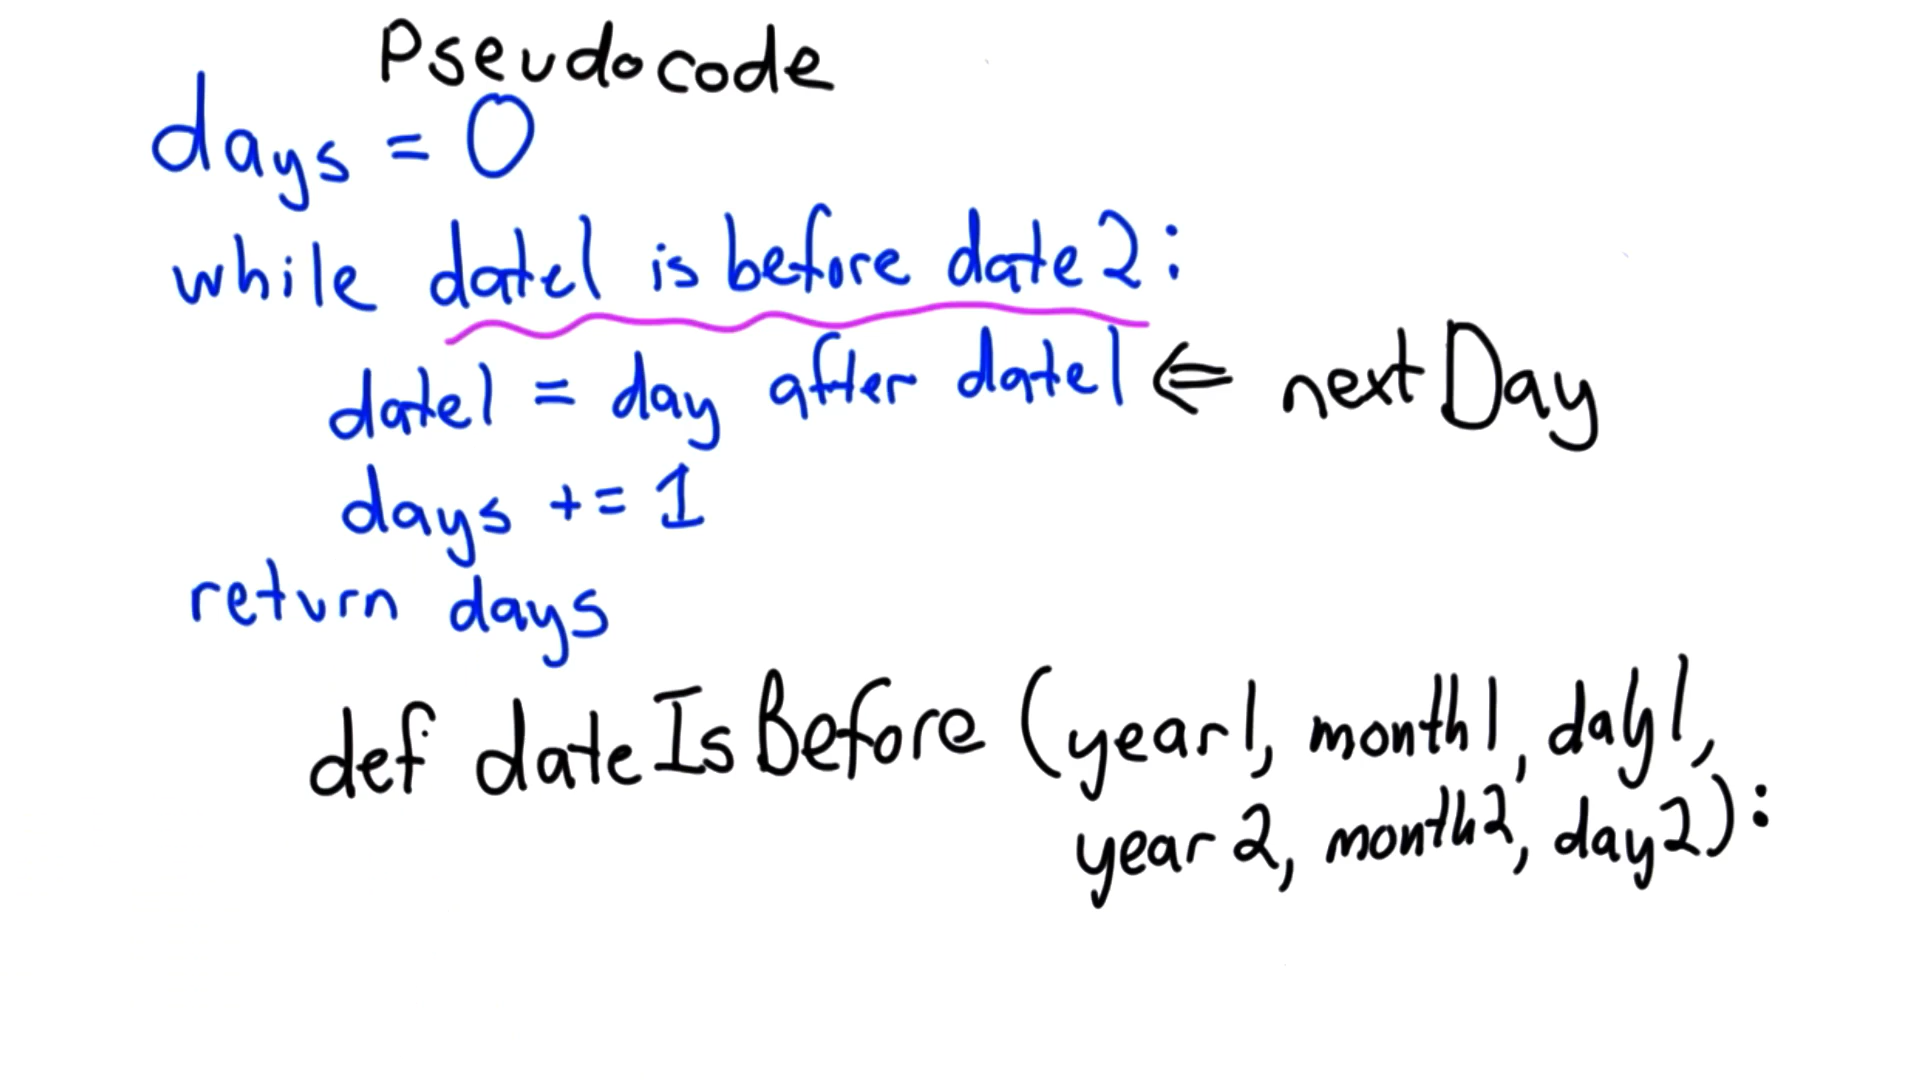 Pseudocode
days = 0
while date1 is before date2:
date1 = day after date1 ⇐ nextDay
days += 1
return days
def dateIsBefore (year1, month1, day1,
year2, month2, day2):